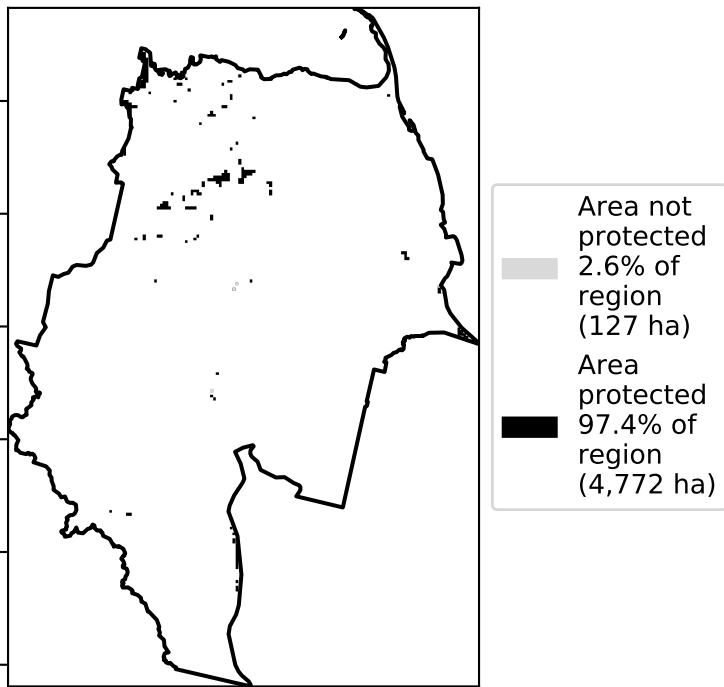 Area not
protected
2.6% of
region
(127 ha)
Area
protected
97.4% of
region
(4,772 ha)